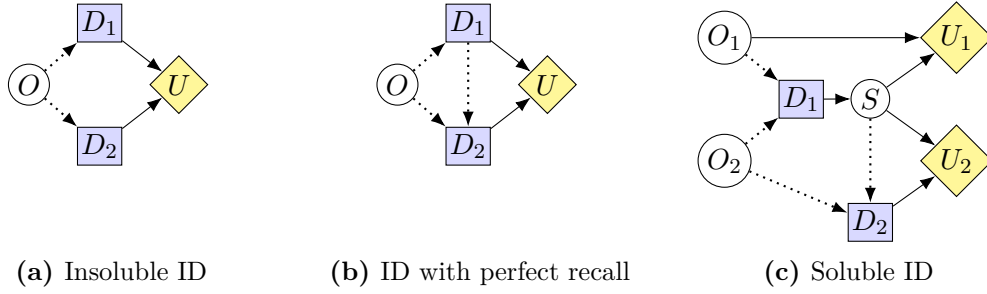 D₁
O
U
D₂
(a) Insoluble ID
D₁
O
U
D₂
(b) ID with perfect recall
O₁
U₁
D₁
S
O₂
U₂
D₂
(c) Soluble ID